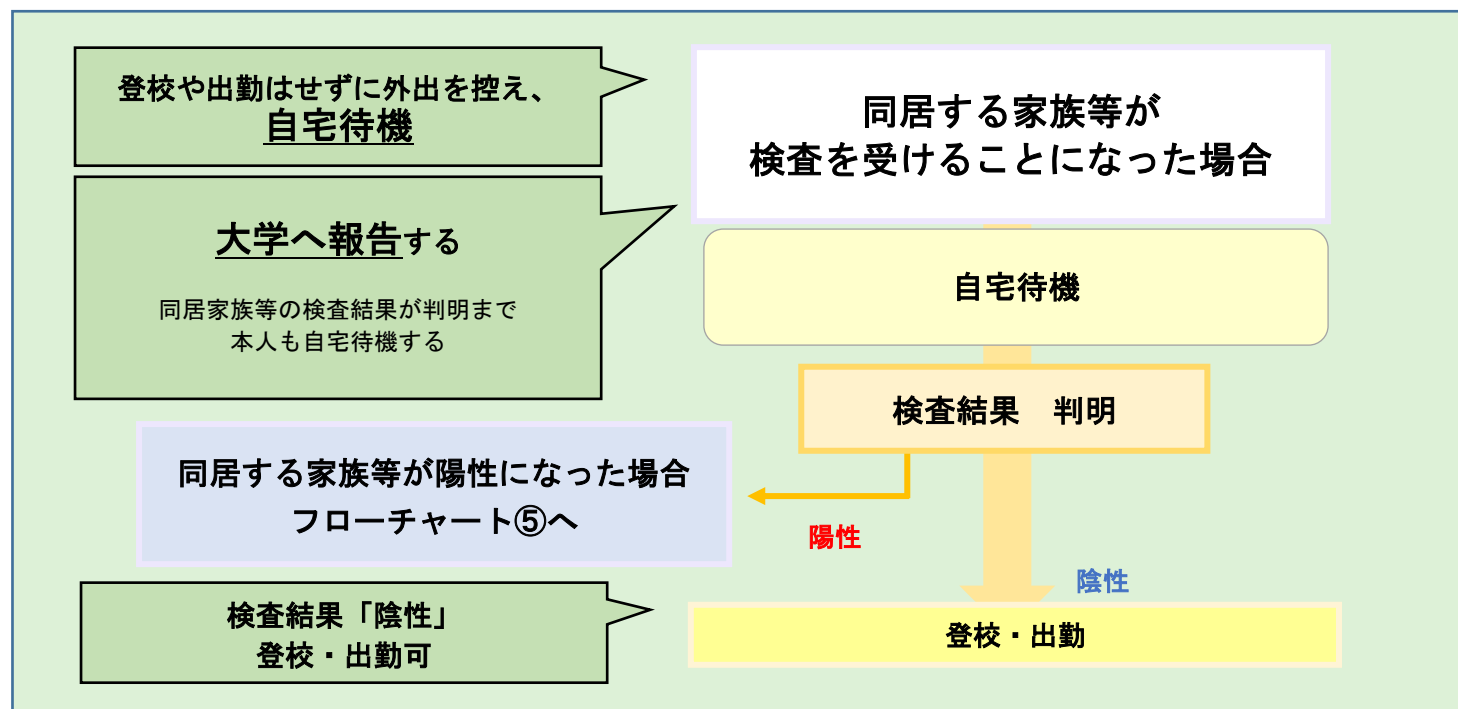 登校や出勤はせずに外出を控え、
自宅待機
同居する家族等が
検査を受けることになった場合
大学へ報告する
同居家族等の検査結果が判明まで
本人も自宅待機する
自宅待機
検査結果　判明
同居する家族等が陽性になった場合
フローチャート⑤へ
陽性
陰性
検査結果「陰性」
登校・出勤可
登校・出勤